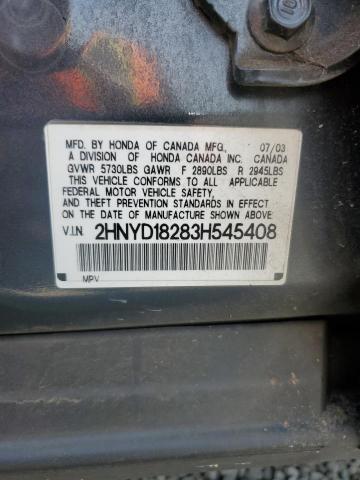 MFD. BY HONDA OF CANADA MFG., 07/03
A DIVISION OF HONDA CANADA INC. CANADA
GVWR 5730LBS GAWR F 2890LBS R 2945LBS
THIS VEHICLE CONFORMS TO ALL APPLICABLE
FEDERAL MOTOR VEHICLE SAFETY
AND THEFT PREVENTION STANDARDS IN EFFECT
ON THE DATE OF MANUFACTURE SHOWN ABOVE.
V.I.N. 2HNYD18283H545408
MPV